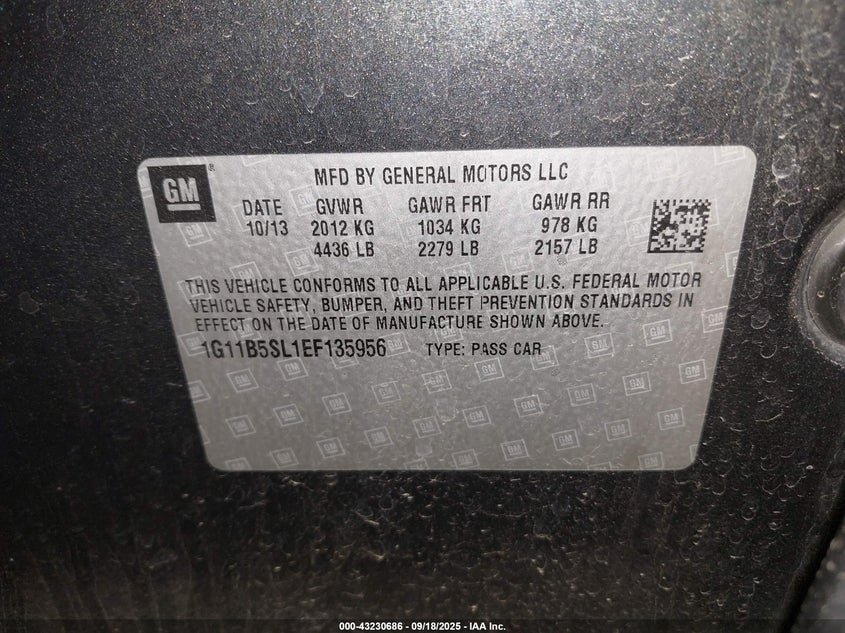 GM
MFD BY GENERAL MOTORS LLC
DATE GVWR GAWR FRT GAWR RR
10/13 2012 KG 1034 KG 978 KG
4436 LB 2279 LB 2157 LB
THIS VEHICLE CONFORMS TO ALL APPLICABLE U.S. FEDERAL MOTOR
VEHICLE SAFETY, BUMPER, AND THEFT PREVENTION STANDARDS IN
EFFECT ON THE DATE OF MANUFACTURE SHOWN ABOVE.
1G11B5SL1EF135956 TYPE: PASS CAR
000-43230686 - 09/18/2025 - IAA Inc.